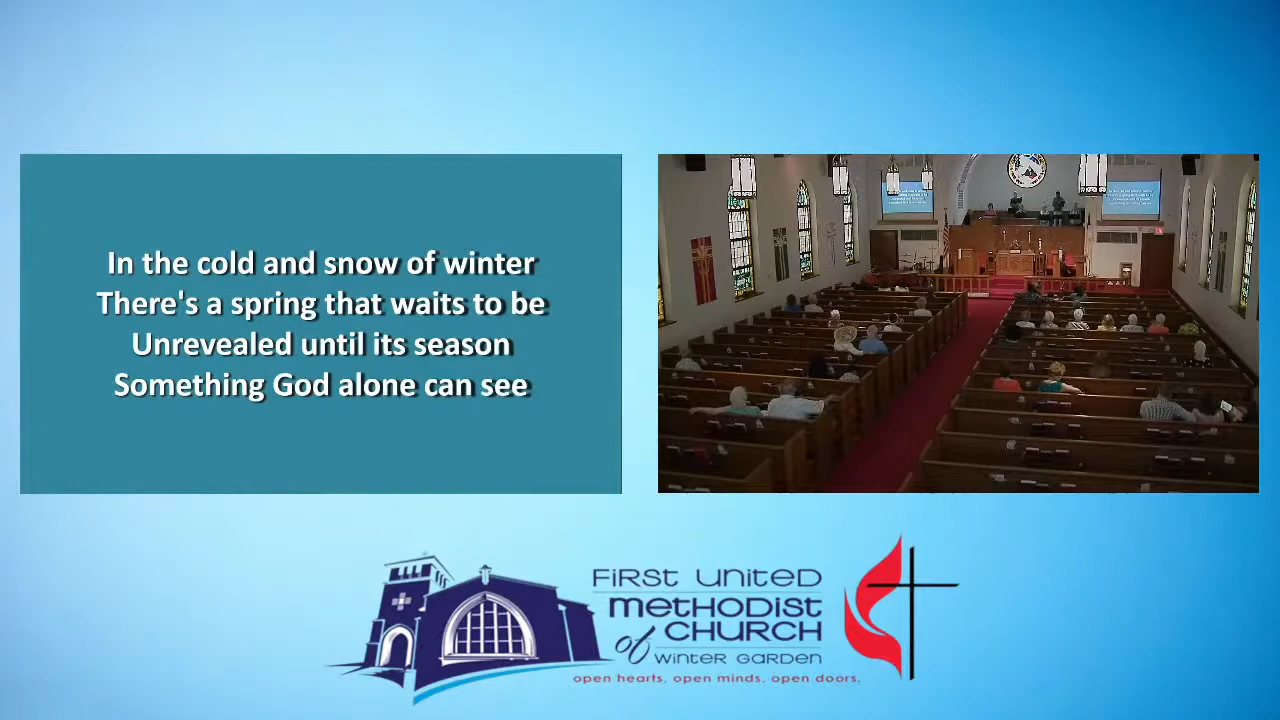 In the cold and snow of winter
There's a spring that waits to be
Unrevealed until its season
Something God alone can see
FIRST UNITED
METHODIST
of CHURCH
WINTER GARDEN
open hearts. open minds. open doors.